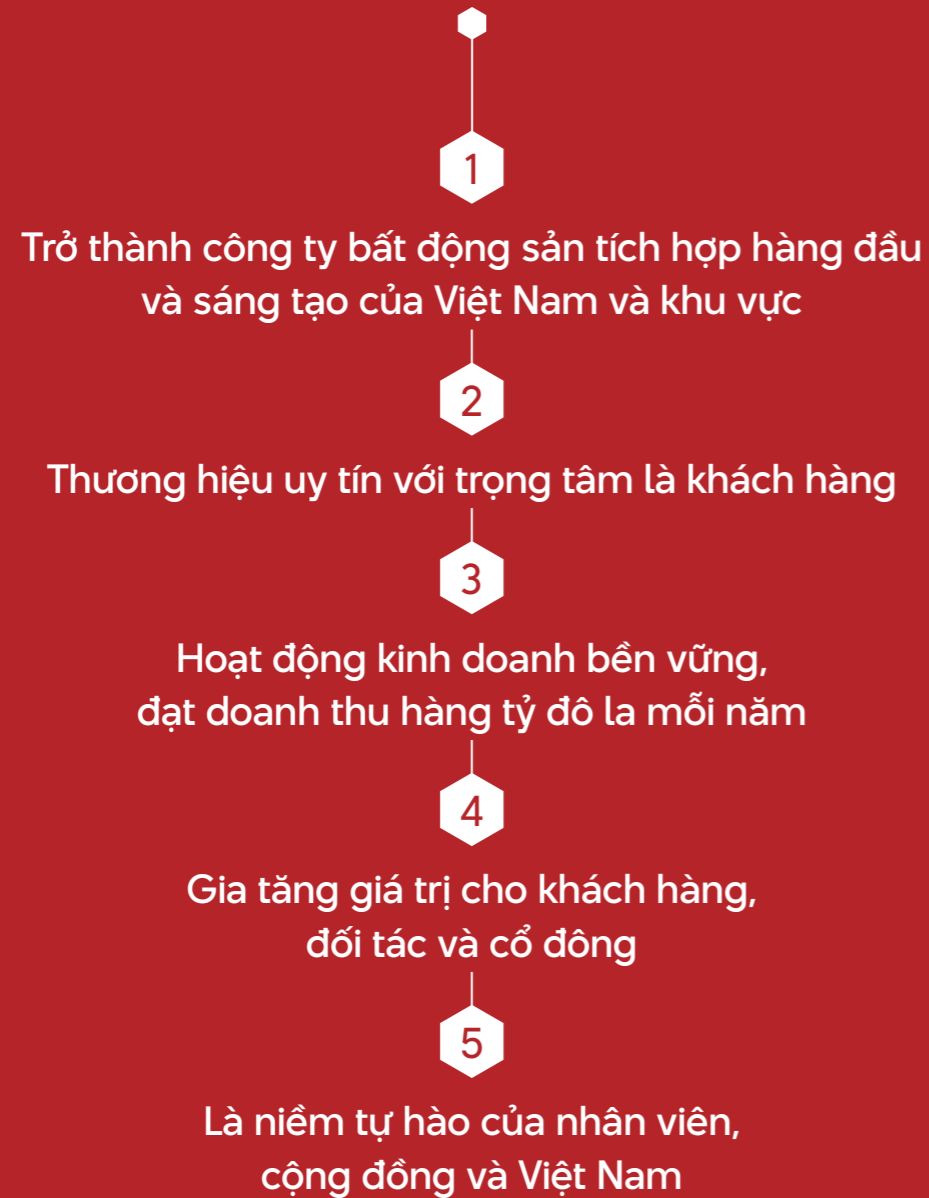 1
Trở thành công ty bất động sản tích hợp hàng đầu
và sáng tạo của Việt Nam và khu vực
2
Thương hiệu uy tín với trọng tâm là khách hàng
3
Hoạt động kinh doanh bền vững,
đạt doanh thu hàng tỷ đô la mỗi năm
4
Gia tăng giá trị cho khách hàng,
đối tác và cổ đông
5
Là niềm tự hào của nhân viên,
cộng đồng và Việt Nam